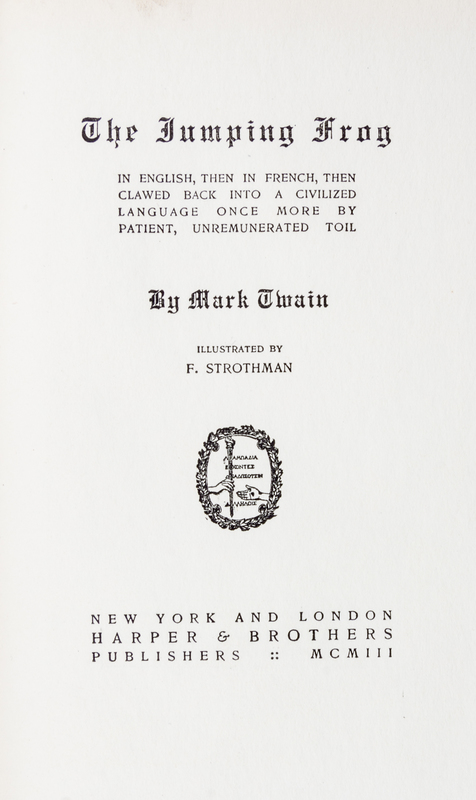 The Jumping Frog
IN ENGLISH, THEN IN FRENCH, THEN
CLAWED BACK INTO A CIVILIZED
LANGUAGE ONCE MORE BY
PATIENT, UNREMUNERATED TOIL
By Mark Twain
ILLUSTRATED BY
F. STROTHMAN
NEW YORK AND LONDON
HARPER & BROTHERS
PUBLISHERS :: MCMIII